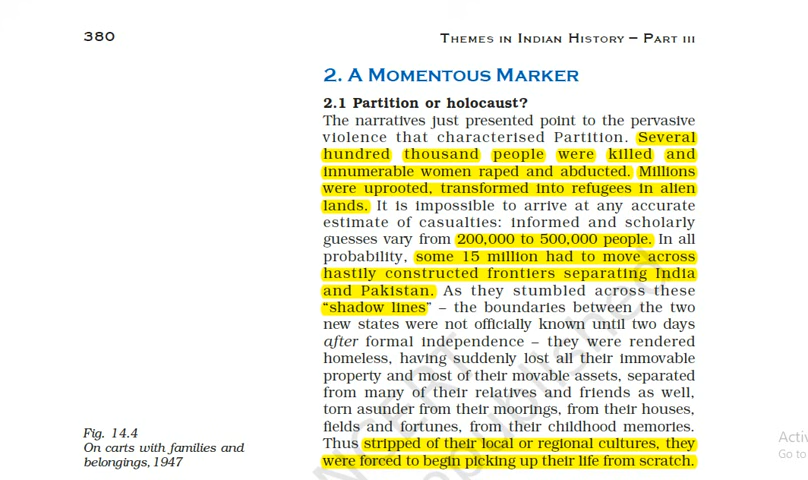 380
THEMES IN INDIAN HISTORY – PART III
2. A MOMENTOUS MARKER
2.1 Partition or holocaust?
The narratives just presented point to the pervasive
violence that characterised Partition. Several
hundred thousand people were killed and
innumerable women raped and abducted. Millions
were uprooted, transformed into refugees in alien
lands. It is impossible to arrive at any accurate
estimate of casualties: informed and scholarly
guesses vary from 200,000 to 500,000 people. In all
probability, some 15 million had to move across
hastily constructed frontiers separating India
and Pakistan. As they stumbled across these
“shadow lines” – the boundaries between the two
new states were not officially known until two days
after formal independence – they were rendered
homeless, having suddenly lost all their immovable
property and most of their movable assets, separated
from many of their relatives and friends as well,
torn asunder from their moorings, from their houses,
fields and fortunes, from their childhood memories.
Thus stripped of their local or regional cultures, they
were forced to begin picking up their life from scratch.
Fig. 14.4
On carts with families and
belongings, 1947
Activ
Go to